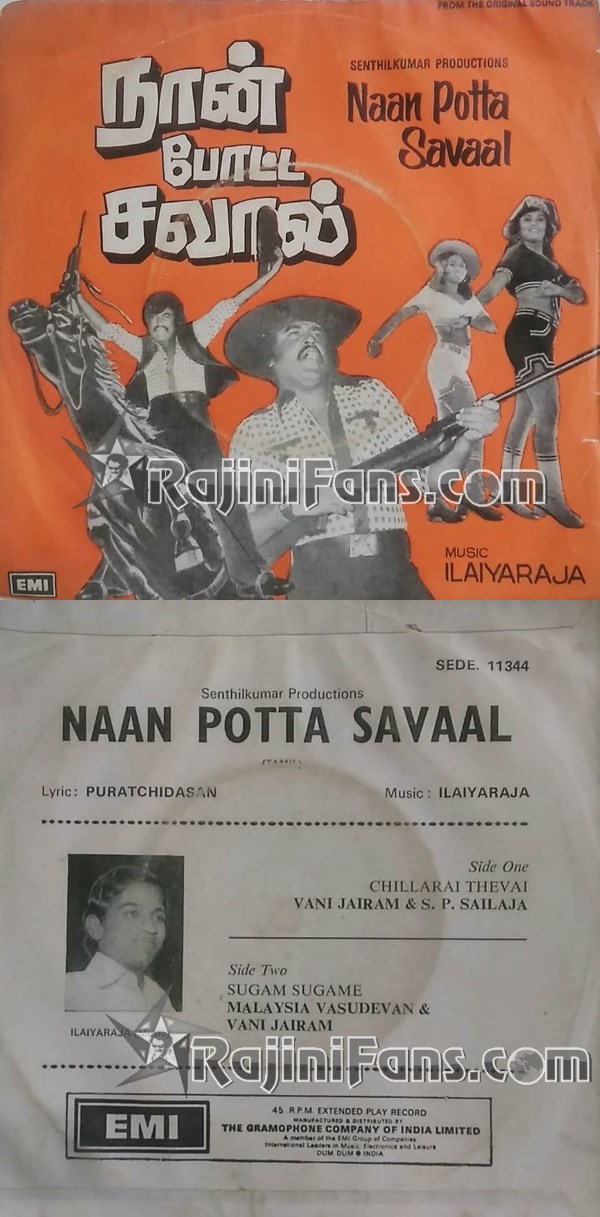 FROM THE ORIGINAL SOUND TRACK
நான்
போட்ட
சவால்
SENTHILKUMAR PRODUCTIONS
Naan Potta
Savaal
RajiniFans.com
MUSIC
ILAIYARAJA
EMI
SEDE. 11344
Senthilkumar Productions
NAAN POTTA SAVAAL
(TAMIL)
Lyric: PURATCHIDASAN
Music: ILAIYARAJA
Side One
CHILLARAI THEVAI
VANI JAIRAM & S. P. SAILAJA
Side Two
SUGAM SUGAME
MALAYSIA VASUDEVAN &
VANI JAIRAM
ILAIYARAJA
RajiniFans.com
EMI
45 R.P.M. EXTENDED PLAY RECORD
MANUFACTURED & DISTRIBUTED BY
THE GRAMOPHONE COMPANY OF INDIA LIMITED
A member of the EMI Group of Companies
International Leaders in Music, Electronics and Leisure
DUM DUM INDIA